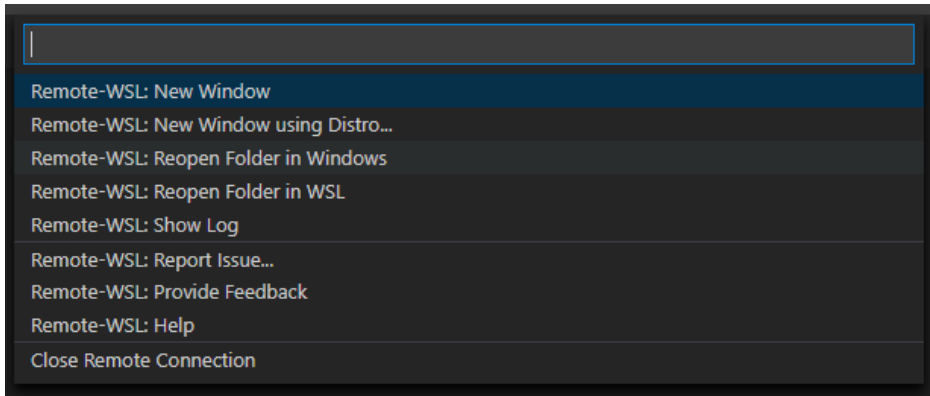 Remote-WSL: New Window
Remote-WSL: New Window using Distro...
Remote-WSL: Reopen Folder in Windows
Remote-WSL: Reopen Folder in WSL
Remote-WSL: Show Log
Remote-WSL: Report Issue...
Remote-WSL: Provide Feedback
Remote-WSL: Help
Close Remote Connection